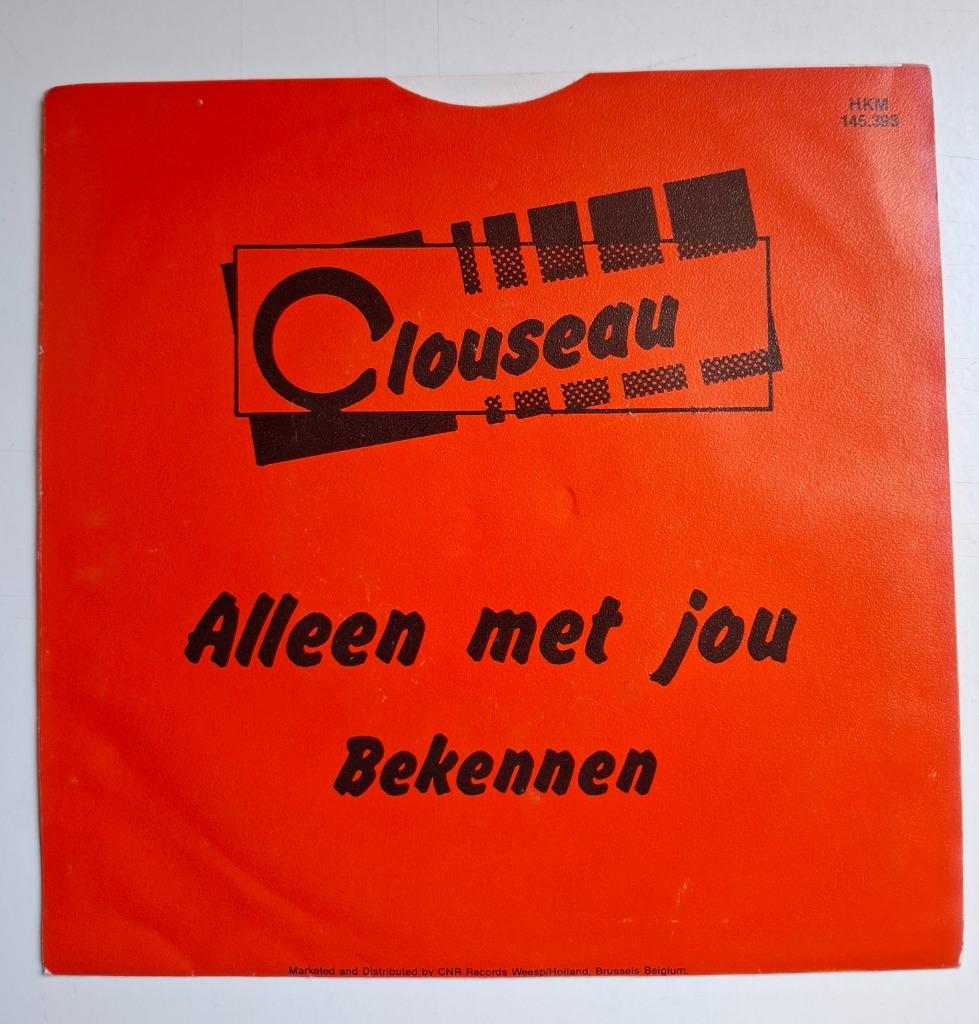 HKM
145.393
Clouseau
Alleen met jou
Bekennen
Marketed and Distributed by CNR Records Weesp/Holland, Brussels Belgium.